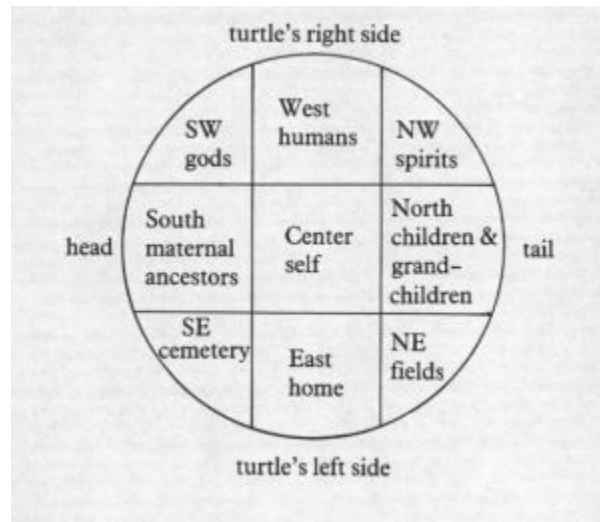 turtle's right side
SW
gods
West
humans
NW
spirits
head
South
maternal
ancestors
Center
self
North
children &
grand–
children
tail
SE
cemetery
East
home
NE
fields
turtle's left side